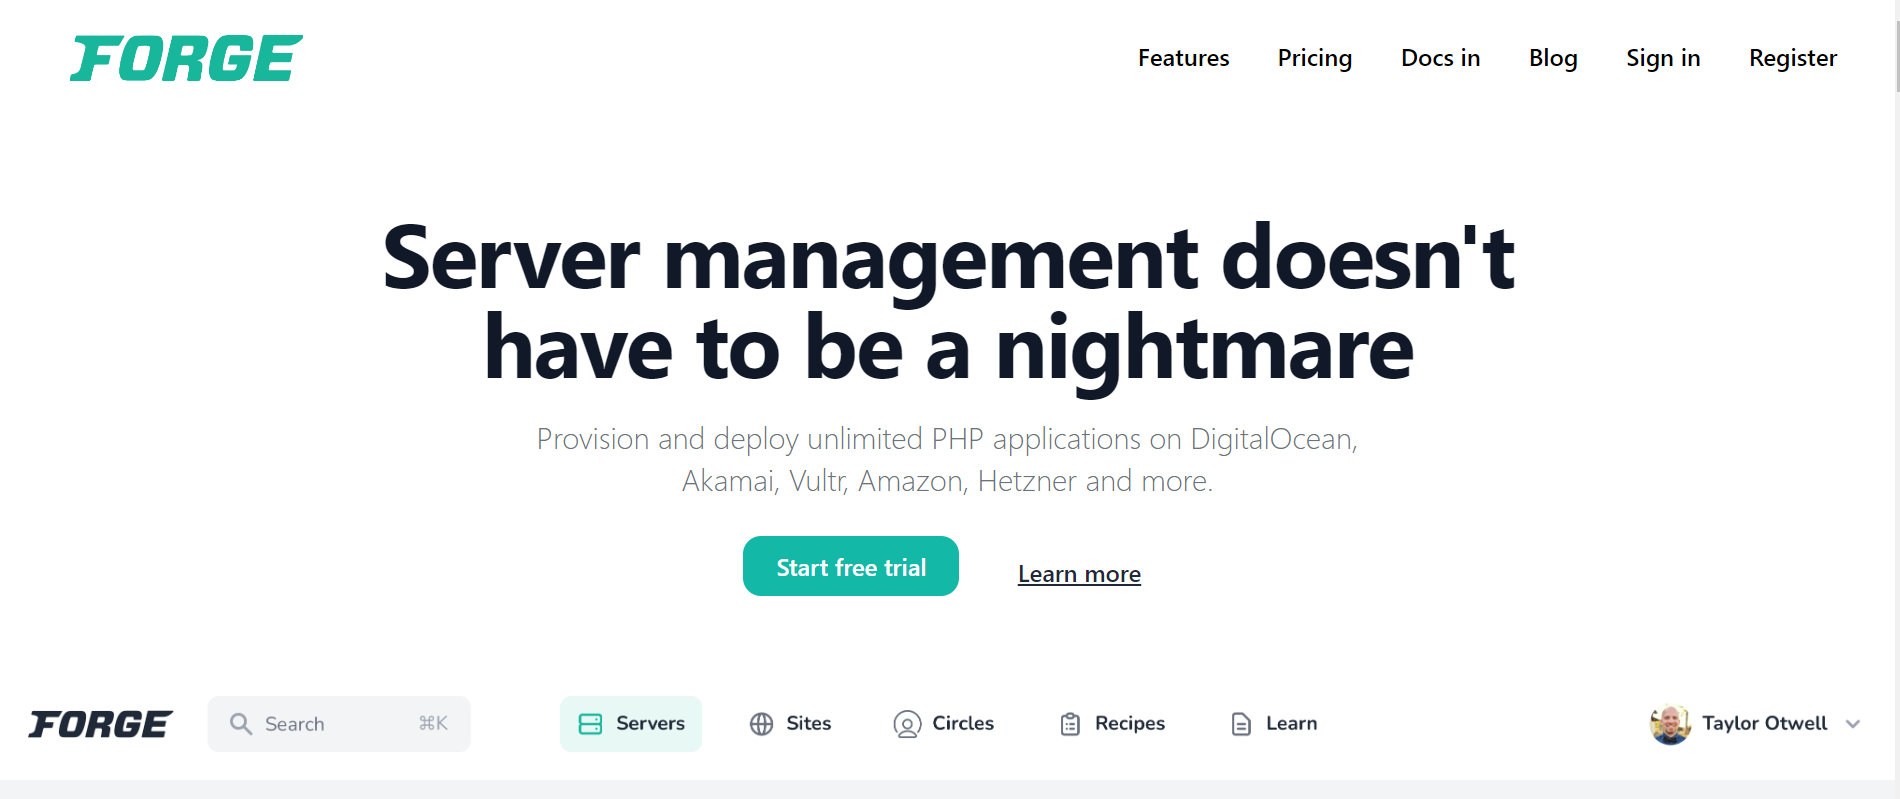 FORGE
Features Pricing Docs in Blog Sign in Register
Server management doesn't
have to be a nightmare
Provision and deploy unlimited PHP applications on DigitalOcean,
Akamai, Vultr, Amazon, Hetzner and more.
Start free trial Learn more
FORGE Search ⌘K Servers Sites Circles Recipes Learn Taylor Otwell